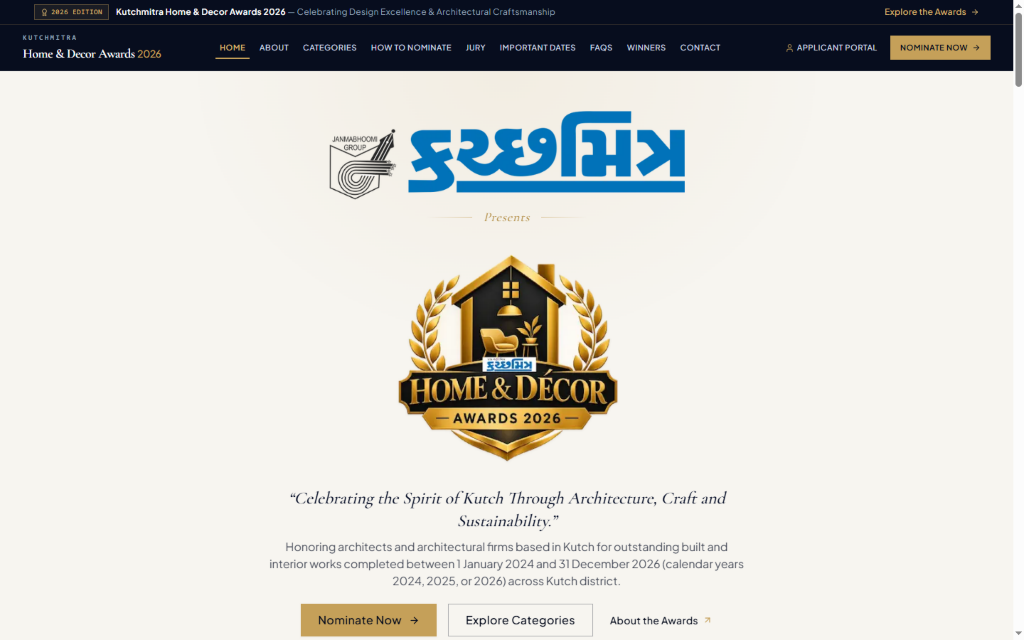 2026 EDITION Kutchmitra Home & Decor Awards 2026 — Celebrating Design Excellence & Architectural Craftsmanship Explore the Awards →
KUTCHMITRA
Home & Decor Awards 2026
HOME ABOUT CATEGORIES HOW TO NOMINATE JURY IMPORTANT DATES FAQS WINNERS CONTACT APPLICANT PORTAL NOMINATE NOW →
JANMABHOOMI
GROUP
કચ્છમિત્ર
Presents
કચ્છમિત્ર
HOME & DÉCOR
— AWARDS 2026 —
“Celebrating the Spirit of Kutch Through Architecture, Craft and
Sustainability.”
Honoring architects and architectural firms based in Kutch for outstanding built and
interior works completed between 1 January 2024 and 31 December 2026 (calendar years
2024, 2025, or 2026) across Kutch district.
Nominate Now → Explore Categories About the Awards ↗